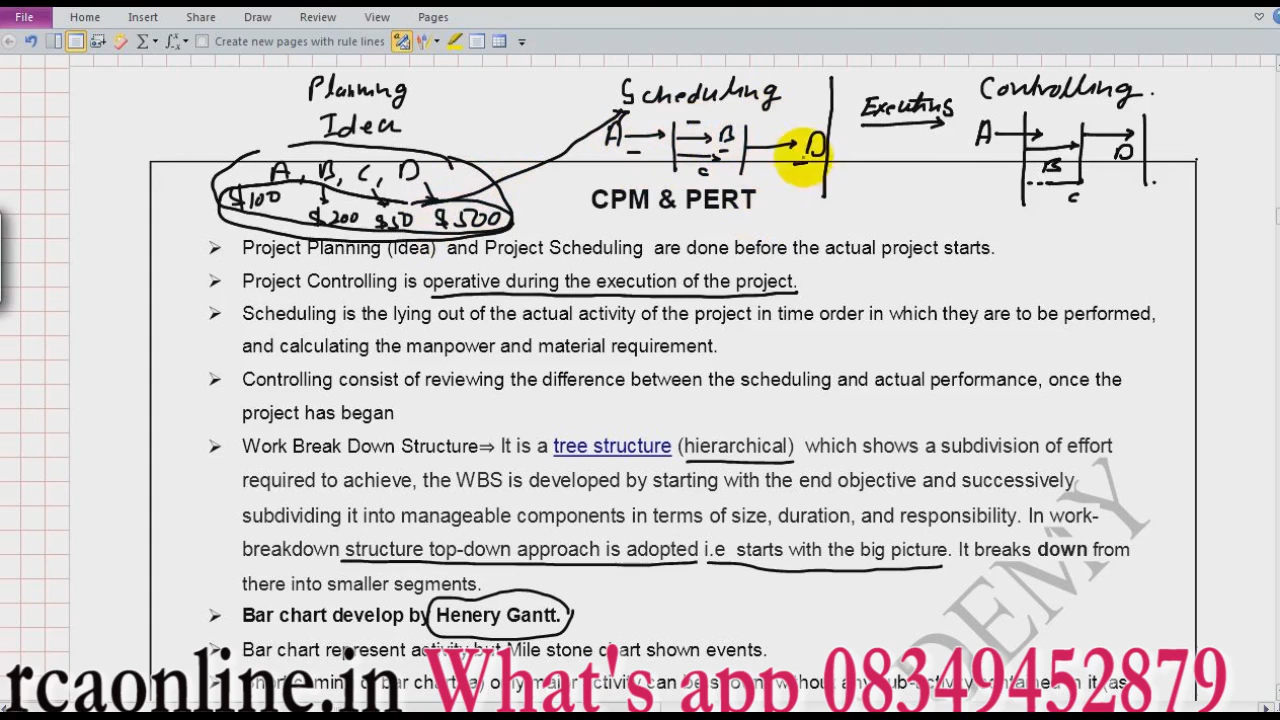 File Home Insert Share Draw Review View Pages
Create new pages with rule lines
Planning Scheduling Executing Controlling.
Idea
A → B → D A → D
C B
A, B, C, D C
$100 $200 $50 $500
CPM & PERT
Project Planning (Idea) and Project Scheduling are done before the actual project starts.
Project Controlling is operative during the execution of the project.
Scheduling is the lying out of the actual activity of the project in time order in which they are to be performed,
and calculating the manpower and material requirement.
Controlling consist of reviewing the difference between the scheduling and actual performance, once the
project has began
Work Break Down Structure⇒ It is a tree structure (hierarchical) which shows a subdivision of effort
required to achieve, the WBS is developed by starting with the end objective and successively
subdividing it into manageable components in terms of size, duration, and responsibility. In work-
breakdown structure top-down approach is adopted i.e starts with the big picture. It breaks down from
there into smaller segments.
Bar chart develop by Henery Gantt.
Bar chart represent activity but Mile stone chart shown events.
rcaonline.in What's app 08349452879
DEMY